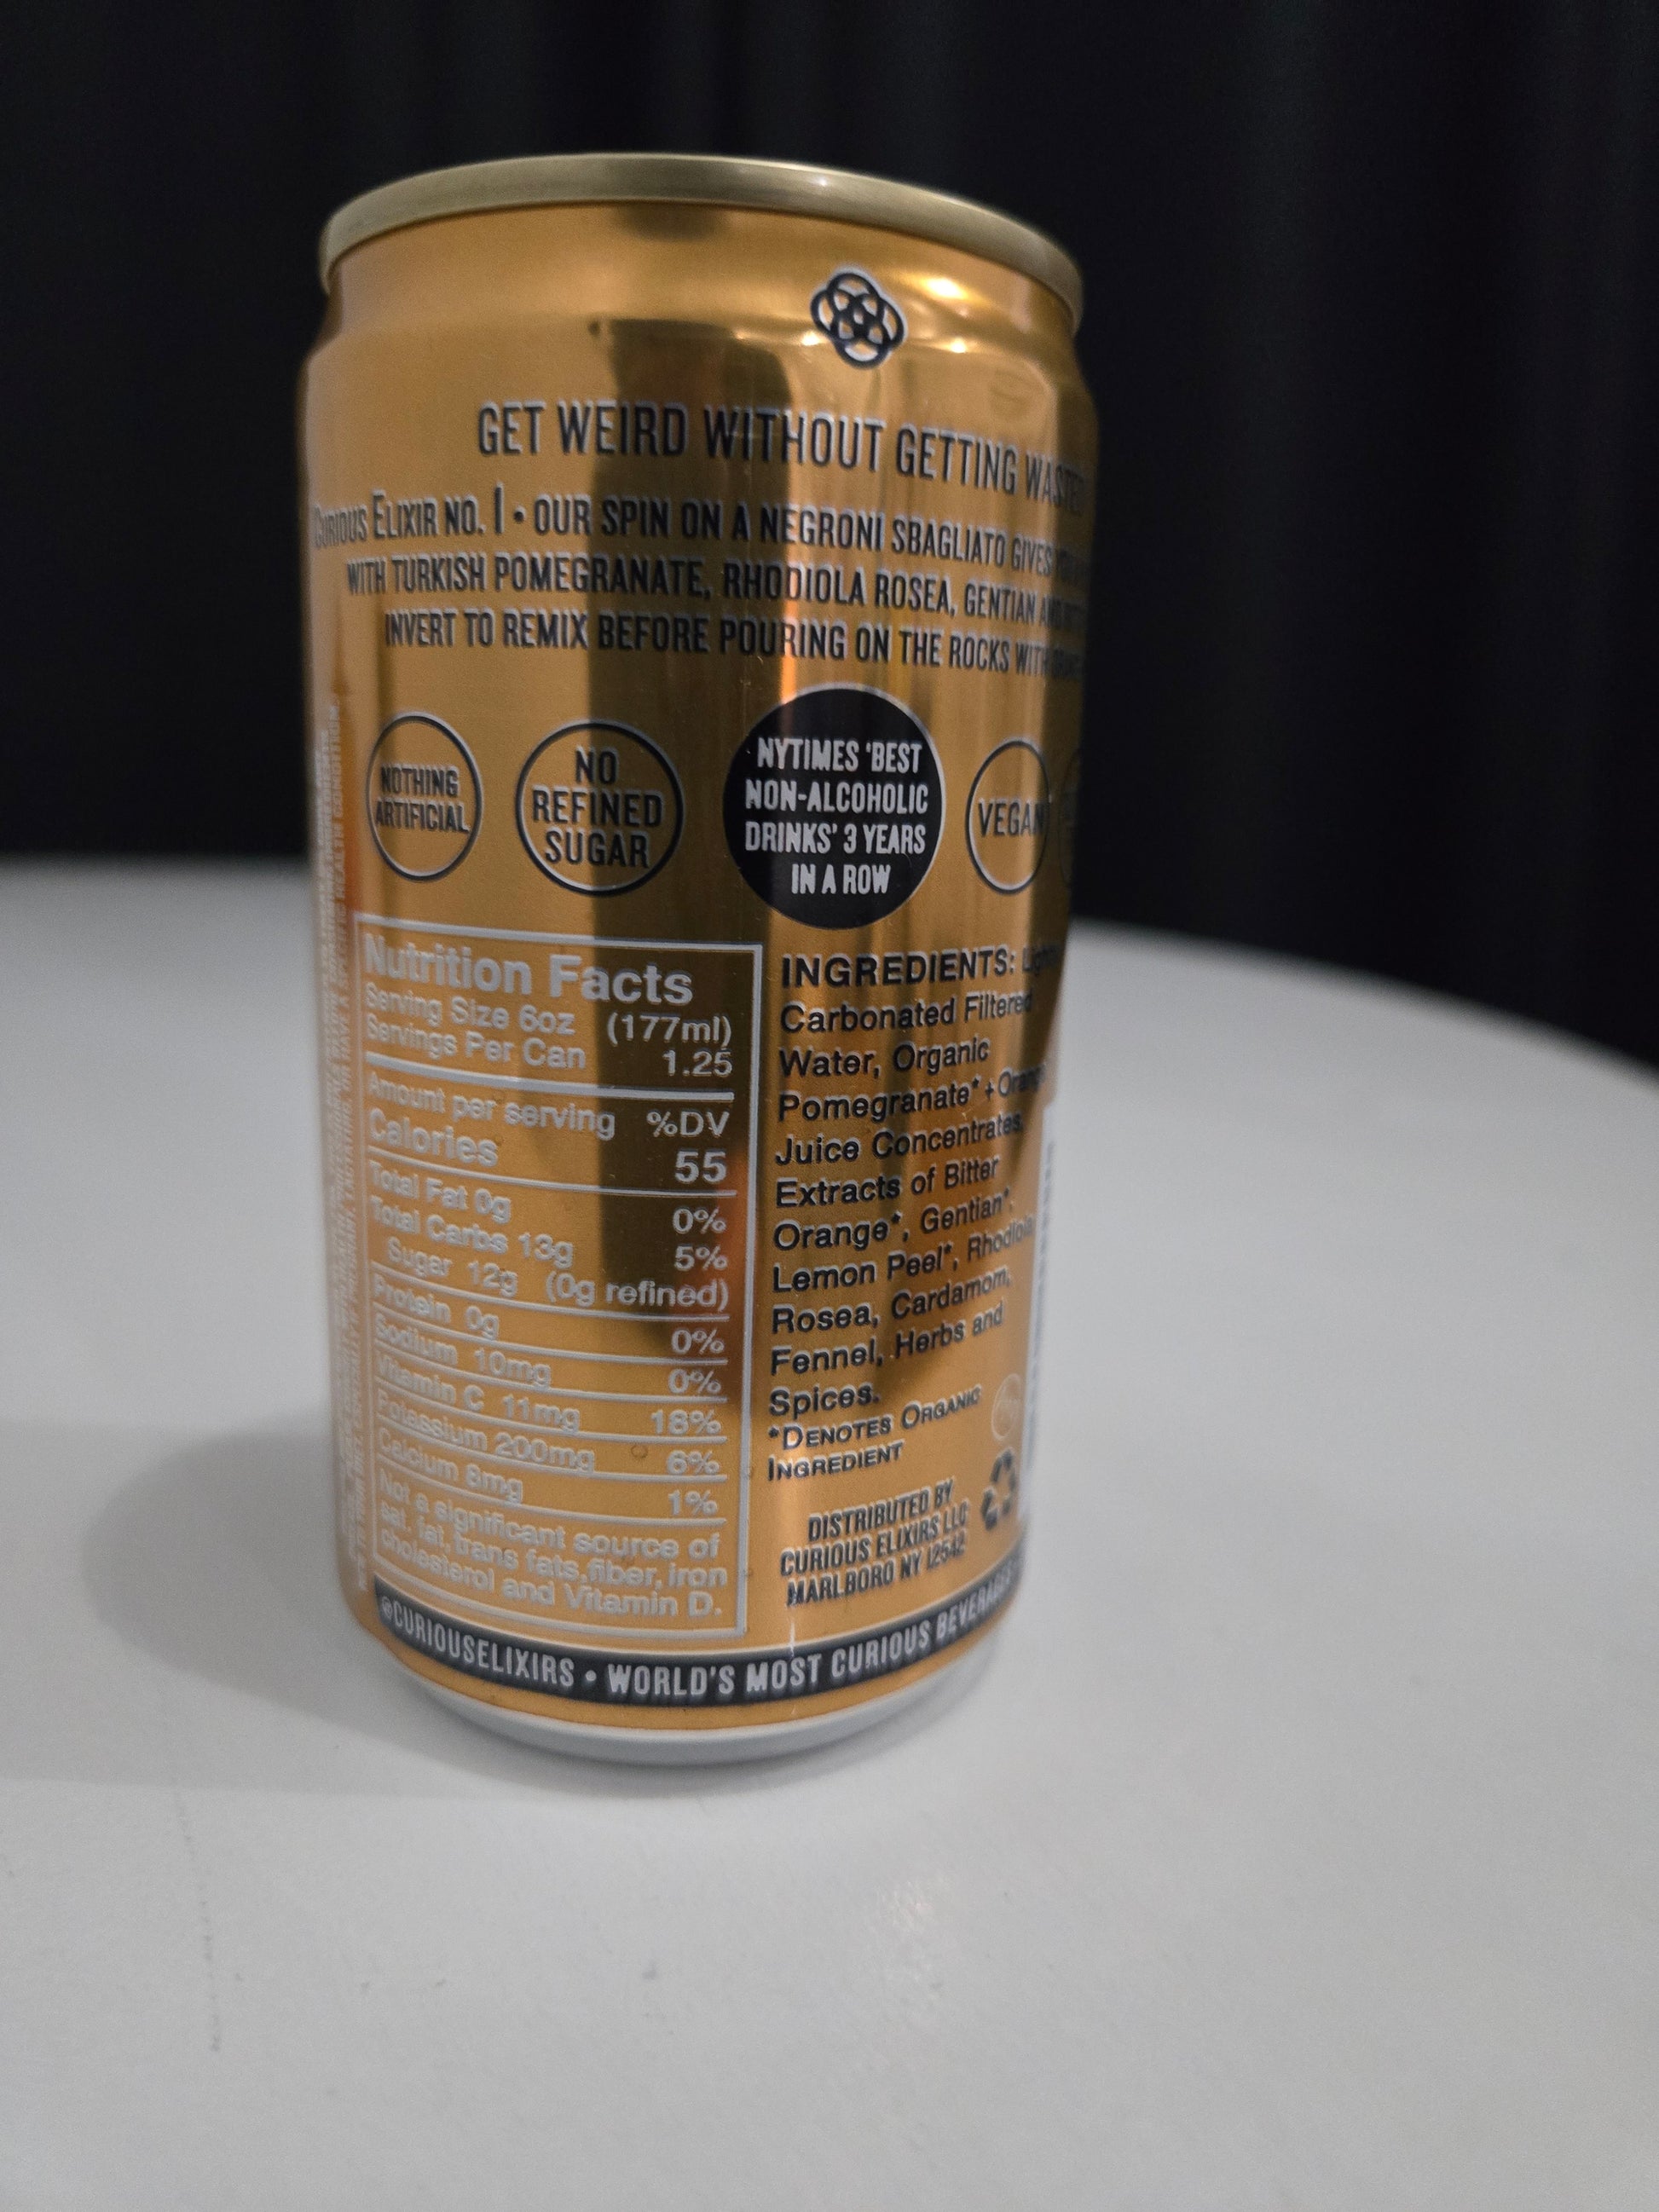 GET WEIRD WITHOUT GETTING WASTED
CURIOUS ELIXIR NO. 1 • OUR SPIN ON A NEGRONI SBAGLIATO GIVES
WITH TURKISH POMEGRANATE, RHODIOLA ROSEA, GENTIAN AND
INVERT TO REMIX BEFORE POURING ON THE ROCKS WITH
NOTHING
ARTIFICIAL
NO
REFINED
SUGAR
NYTIMES 'BEST
NON-ALCOHOLIC
DRINKS' 3 YEARS
IN A ROW
VEGAN
Nutrition Facts
Serving Size 6oz (177ml)
Servings Per Can 1.25
Amount per serving %DV
Calories 55
Total Fat 0g 0%
Total Carbs 13g 5%
Sugar 12g (0g refined)
Protein 0g 0%
Sodium 10mg 0%
Vitamin C 11mg 18%
Potassium 200mg 6%
Calcium 8mg 1%
Not a significant source of
sat. fat, trans fats, fiber, iron
cholesterol and Vitamin D.
INGREDIENTS: Lightly
Carbonated Filtered
Water, Organic
Pomegranate* + Orange
Juice Concentrates,
Extracts of Bitter
Orange*, Gentian*,
Lemon Peel*, Rhodiola
Rosea, Cardamom,
Fennel, Herbs and
Spices.
*DENOTES ORGANIC
INGREDIENT
DISTRIBUTED BY
CURIOUS ELIXIRS LLC
MARLBORO NY 12542
@CURIOUSELIXIRS • WORLD'S MOST CURIOUS BEVERAGES